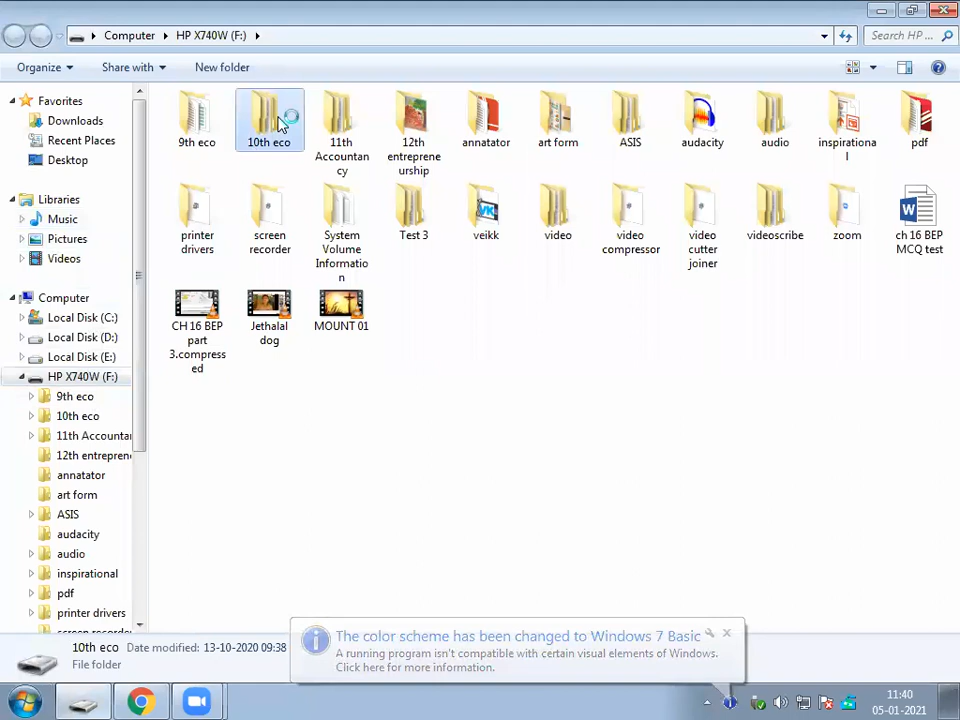 Computer
HP X740W (F:)
Search HP ...
Organize
Share with
New folder
Favorites
Downloads
Recent Places
Desktop
Libraries
Music
Pictures
Videos
Computer
Local Disk (C:)
Local Disk (D:)
Local Disk (E:)
HP X740W (F:)
9th eco
10th eco
11th Accountar
12th entreprene
annatator
art form
ASIS
audacity
audio
inspirational
pdf
printer drivers
9th eco
10th eco
11th
Accountan
cy
12th
entreprene
urship
annatator
art form
ASIS
audacity
audio
inspirationa
l
pdf
printer
drivers
screen
recorder
System
Volume
Informatio
n
Test 3
veikk
video
video
compressor
video
cutter
joiner
videoscribe
zoom
ch 16 BEP
MCQ test
CH 16 BEP
part
3.compress
ed
Jethalal
dog
MOUNT 01
10th eco
Date modified: 13-10-2020 09:38
File folder
The color scheme has been changed to Windows 7 Basic
A running program isn't compatible with certain visual elements of Windows.
Click here for more information.
11:40
05-01-2021